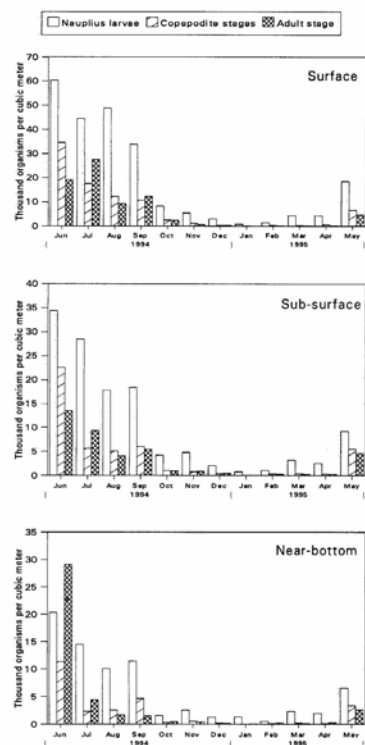 Nauplius larvae Copepodite stages Adult stage
Surface
Thousand organisms per cubic meter
70
60
50
40
30
20
10
0
Jun Jul Aug Sep Oct Nov Dec Jan Feb Mar Apr May
1994 1995
Sub-surface
Thousand organisms per cubic meter
40
35
30
25
20
15
10
5
0
Jun Jul Aug Sep Oct Nov Dec Jan Feb Mar Apr May
1994 1995
Near-bottom
Thousand organisms per cubic meter
35
30
25
20
15
10
5
0
Jun Jul Aug Sep Oct Nov Dec Jan Feb Mar Apr May
1994 1995